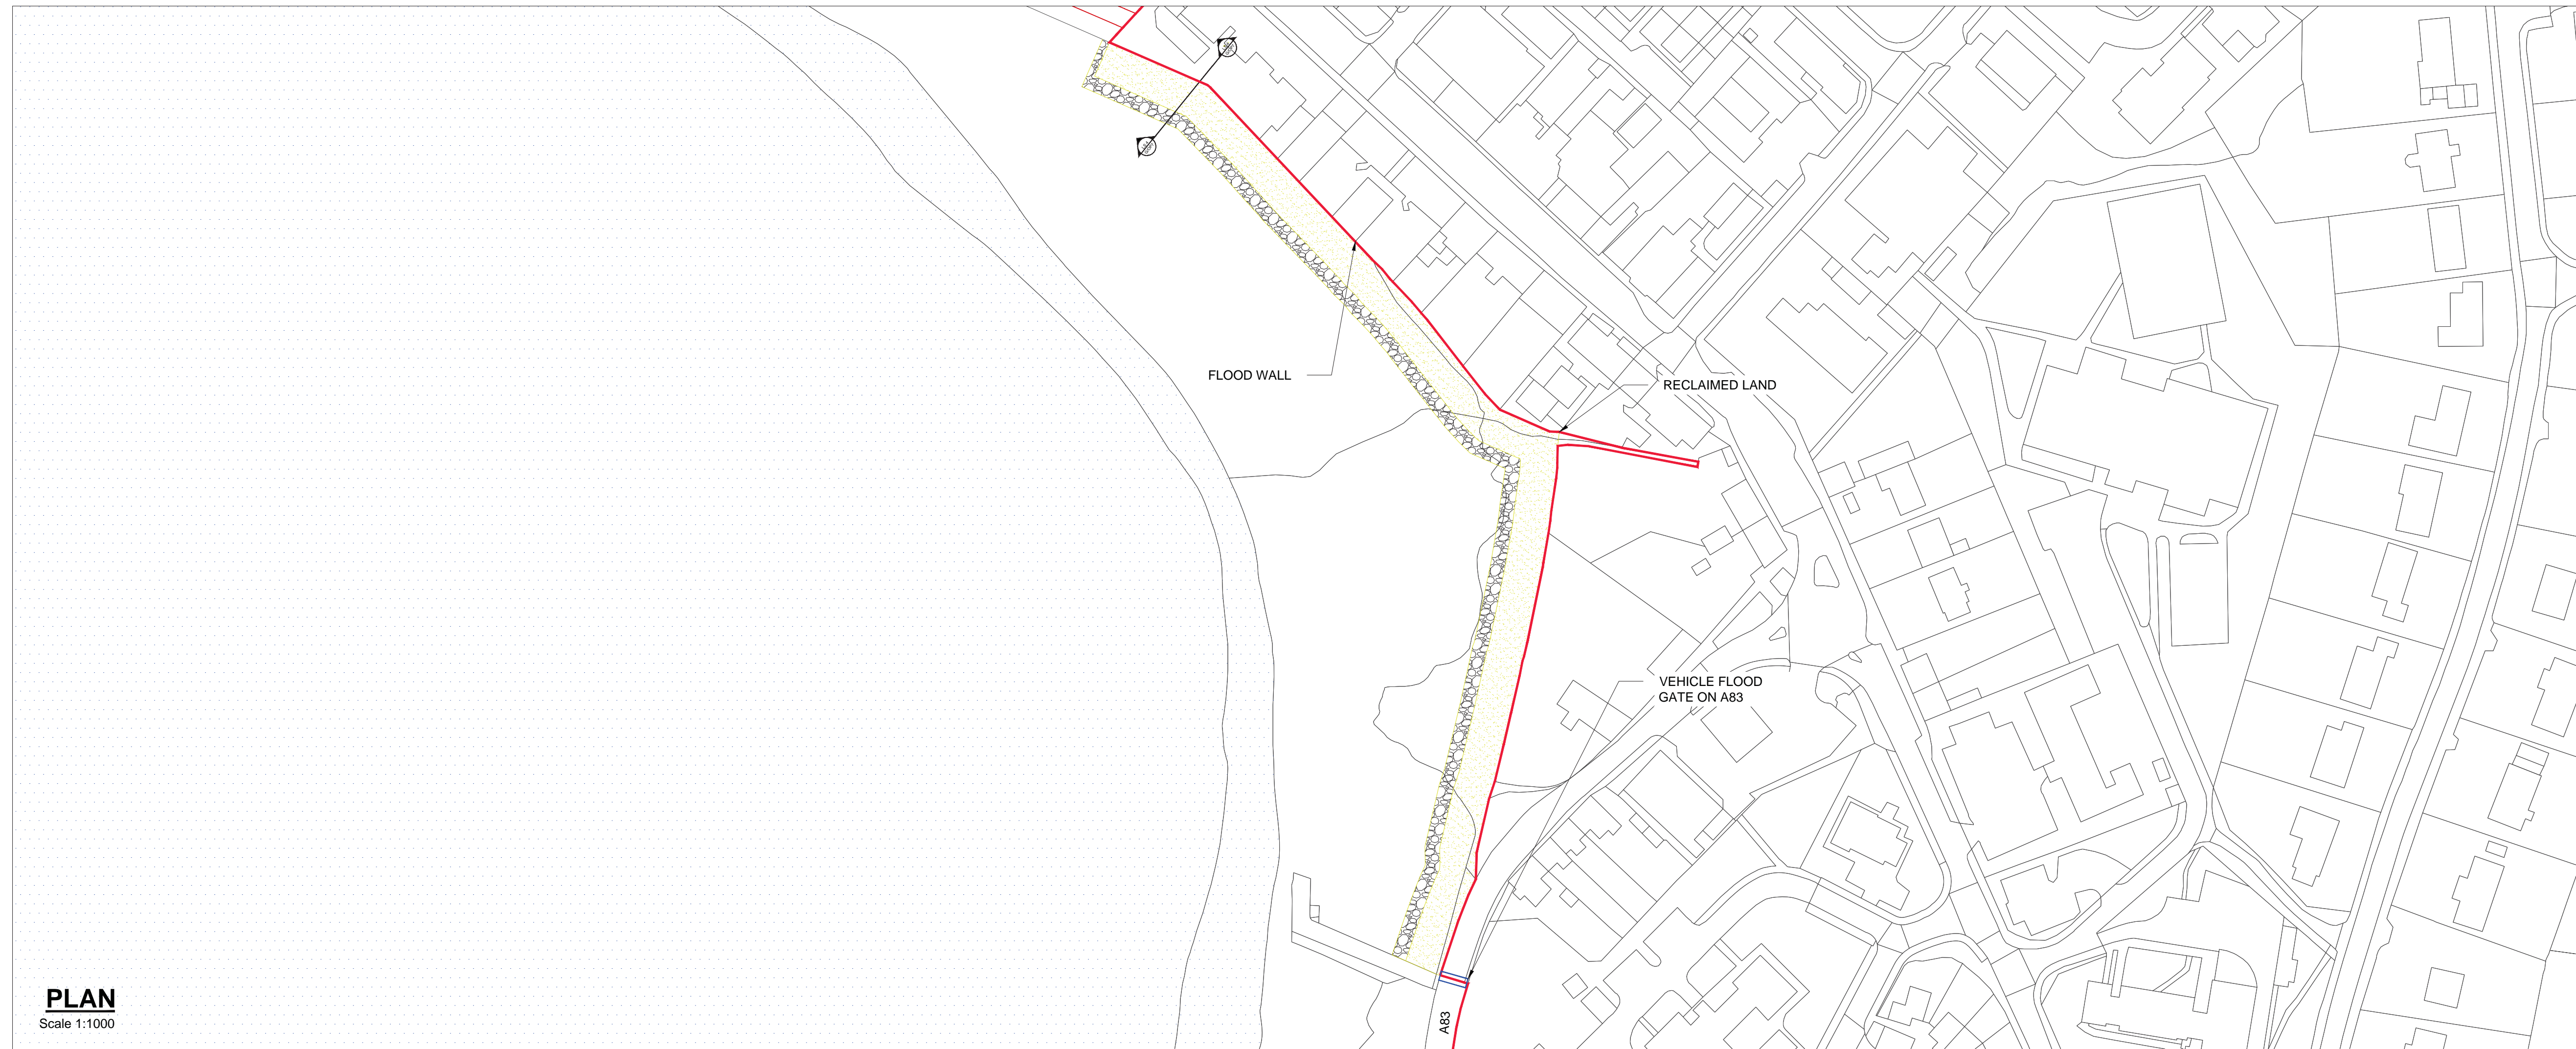 FLOOD WALL
RECLAIMED LAND
VEHICLE FLOOD
GATE ON A83
PLAN
Scale 1:1000
A83